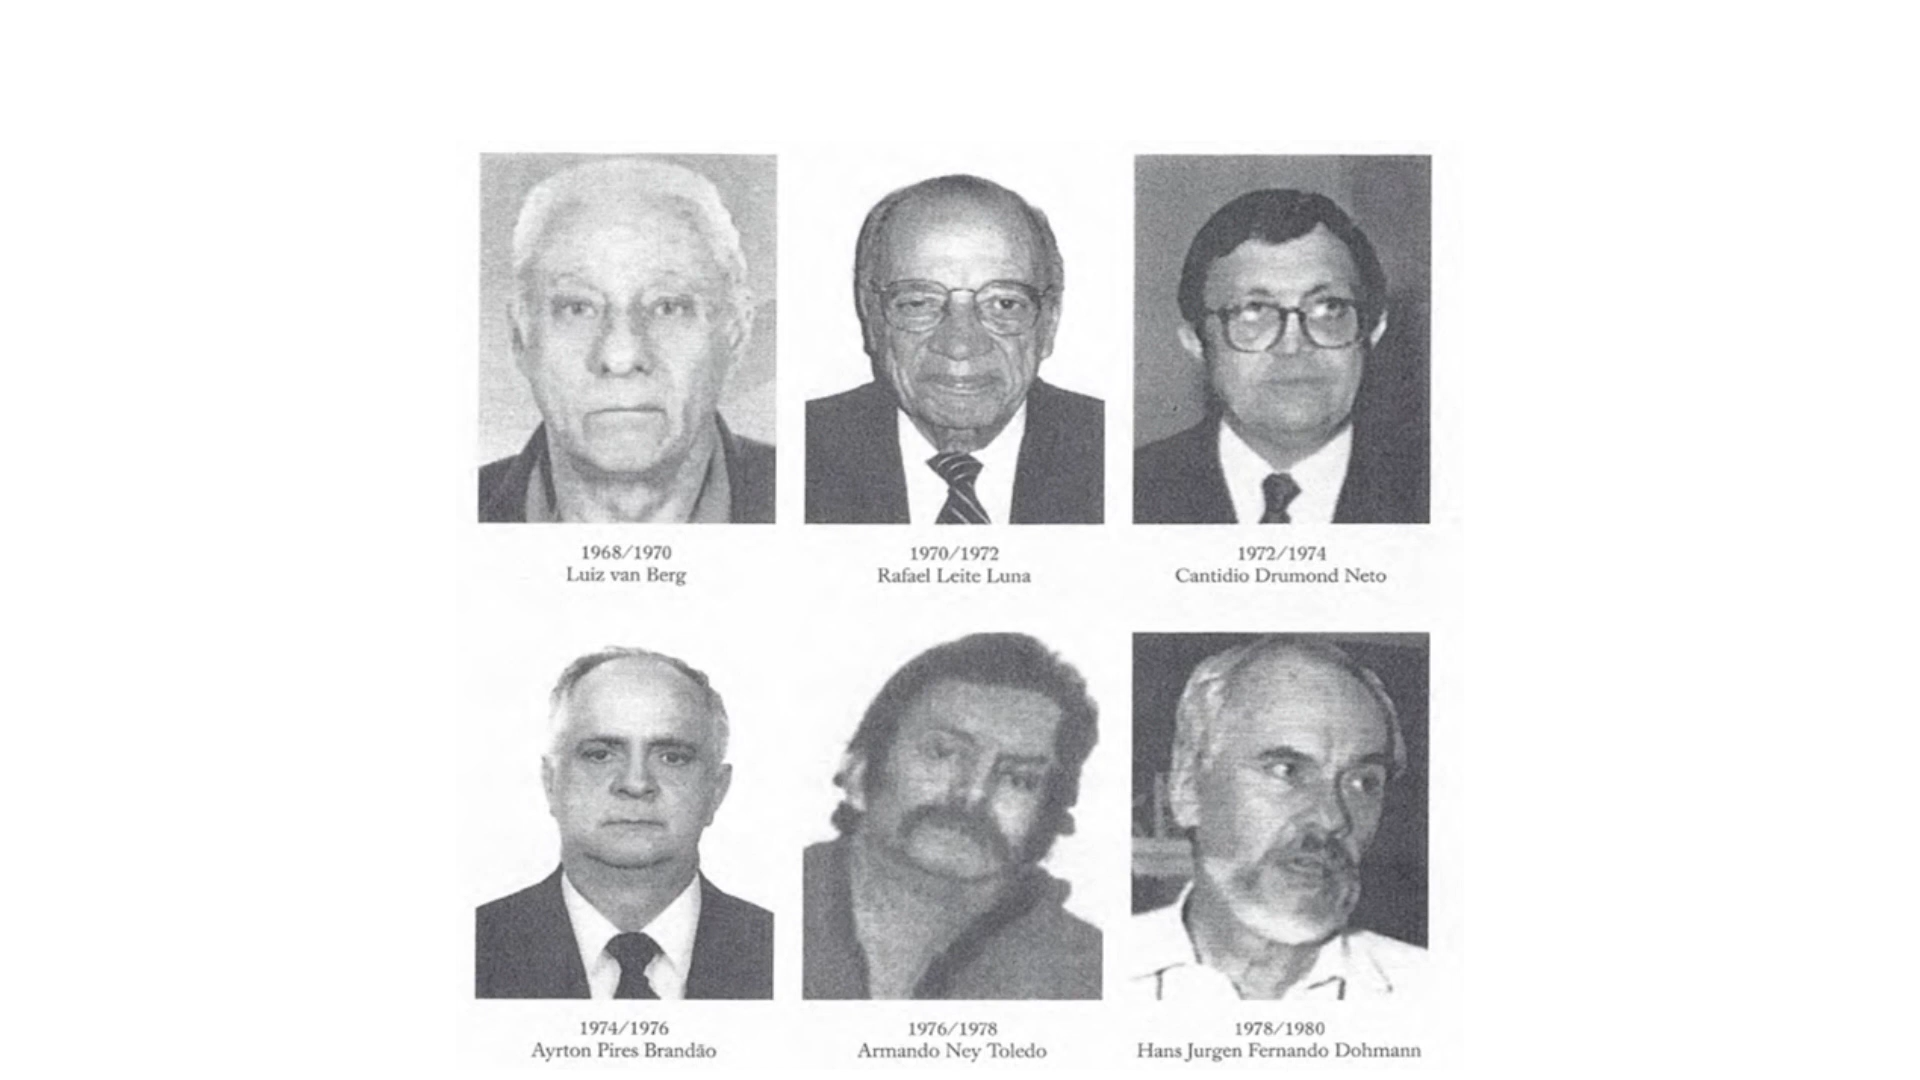 1968/1970
Luiz van Berg
1970/1972
Rafael Leite Luna
1972/1974
Cantidio Drumond Neto
1974/1976
Ayrton Pires Brandão
1976/1978
Armando Ney Toledo
1978/1980
Hans Jurgen Fernando Dohmann